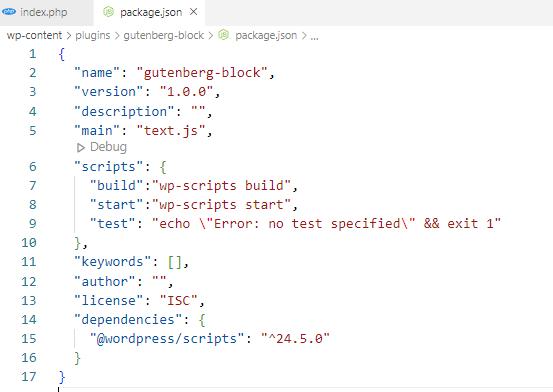 php index.php
package.json ×
wp-content > plugins > gutenberg-block > package.json > ...
1 {
2 "name": "gutenberg-block",
3 "version": "1.0.0",
4 "description": "",
5 "main": "text.js",
Debug
6 "scripts": {
7 "build":"wp-scripts build",
8 "start":"wp-scripts start",
9 "test": "echo \"Error: no test specified\" && exit 1"
10 },
11 "keywords": [],
12 "author": "",
13 "license": "ISC",
14 "dependencies": {
15 "@wordpress/scripts": "^24.5.0"
16 }
17 }